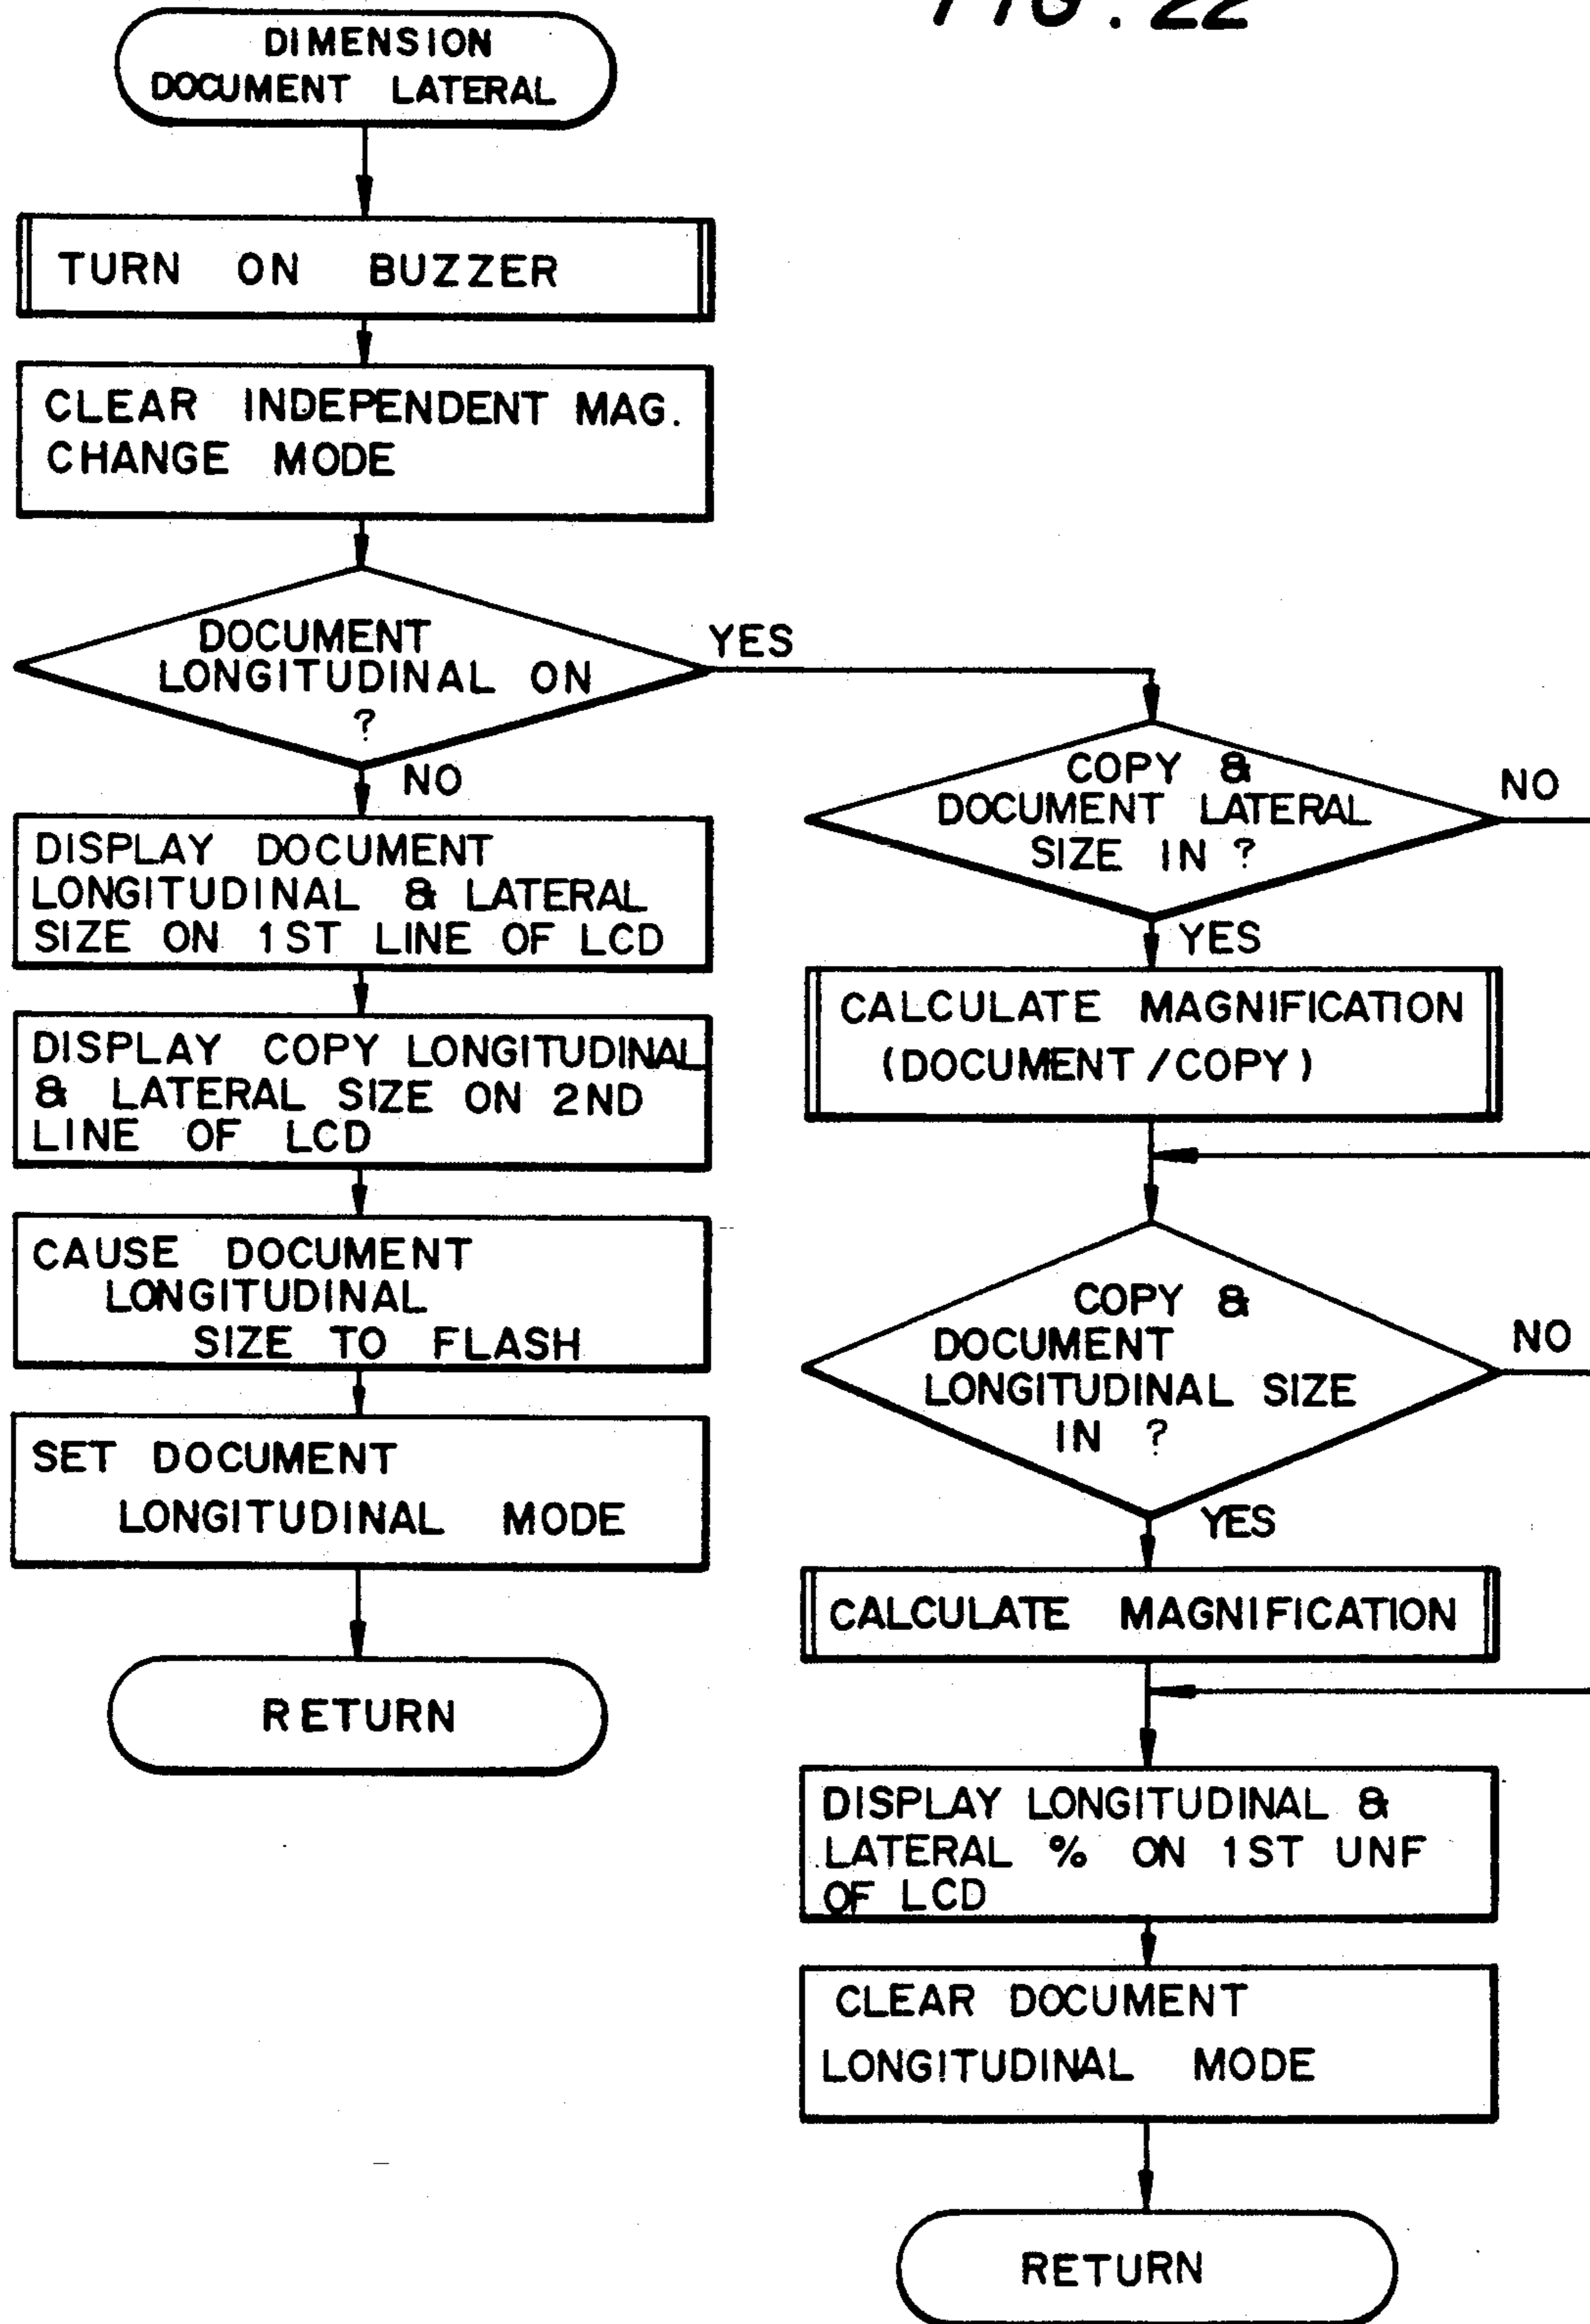 FIG. 22
DIMENSION
DOCUMENT LATERAL
TURN ON BUZZER
CLEAR INDEPENDENT MAG.
CHANGE MODE
DOCUMENT
LONGITUDINAL ON
?
YES
NO
DISPLAY DOCUMENT
LONGITUDINAL & LATERAL
SIZE ON 1ST LINE OF LCD
DISPLAY COPY LONGITUDINAL
& LATERAL SIZE ON 2ND
LINE OF LCD
CAUSE DOCUMENT
LONGITUDINAL
SIZE TO FLASH
SET DOCUMENT
LONGITUDINAL MODE
RETURN
COPY &
DOCUMENT LATERAL
SIZE IN ?
NO
YES
CALCULATE MAGNIFICATION
(DOCUMENT/COPY)
COPY &
DOCUMENT
LONGITUDINAL SIZE
IN ?
NO
YES
CALCULATE MAGNIFICATION
DISPLAY LONGITUDINAL &
LATERAL % ON 1ST UNF
OF LCD
CLEAR DOCUMENT
LONGITUDINAL MODE
RETURN